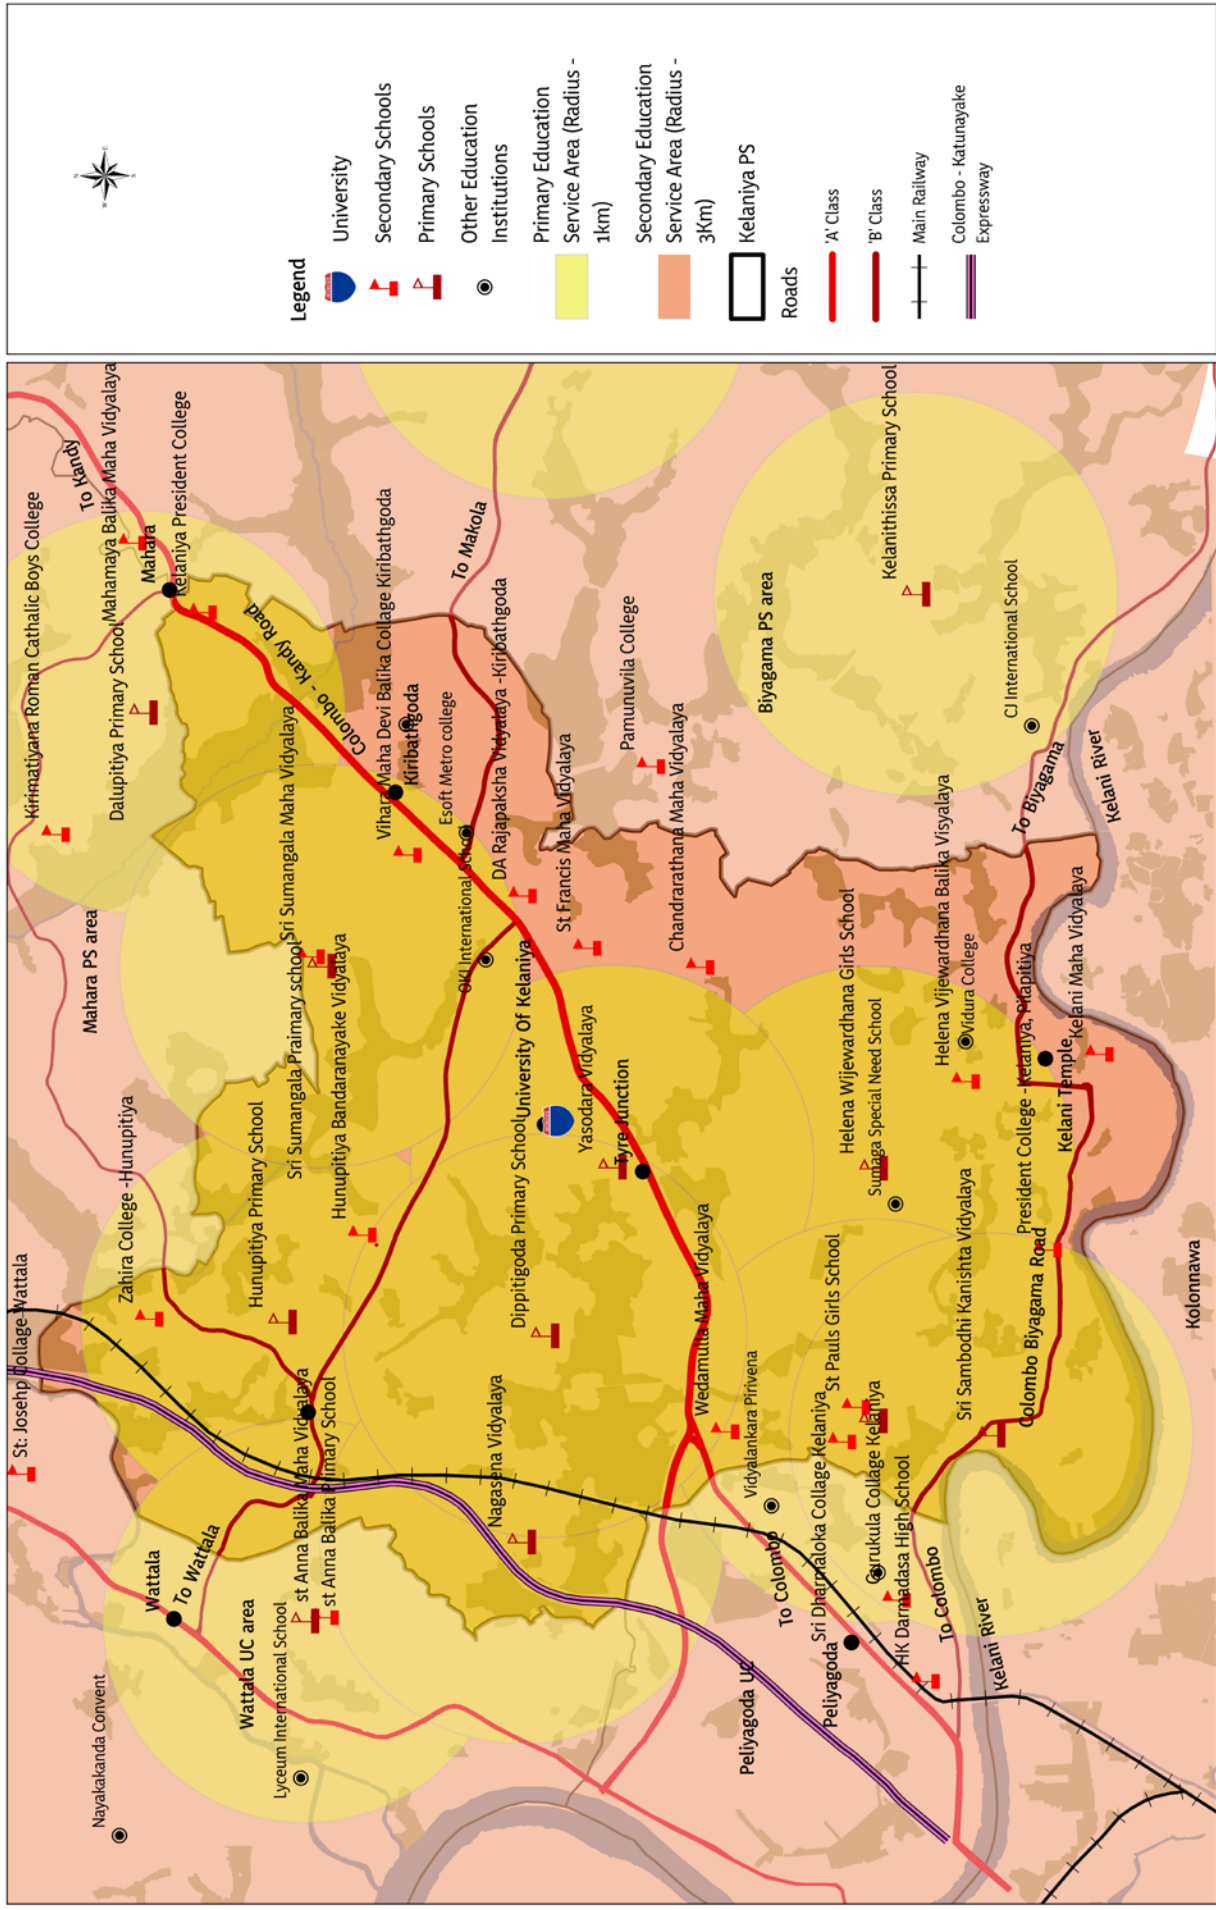 N
E
S
W
Legend
University
Secondary Schools
Primary Schools
Other Education
Institutions
Primary Education
Service Area (Radius -
1km)
Secondary Education
Service Area (Radius -
3Km)
Kelaniya PS
Roads
'A' Class
'B' Class
Main Railway
Colombo - Katunayake
Expressway
St: Josehp Collage-Wattala
Kirimatiyana Roman Cathalic Boys College
To Kandy
Mahamaya Balika Maha Vidyalaya
Mahara
Kelaniya President College
Dalupitiya Primary School
Mahara PS area
Zahira College -Hunupitiya
Nayakakanda Convent
Wattala
To Wattala
Wattala UC area
Lyceum International School
Hunupitiya Primary School
Sri Sumangala Maha Vidyalaya
Sri Sumangala Praimary school
Hunupitiya Bandaranayake Vidyalaya
st Anna Balika Maha Vidyalaya
st Anna Balika Primary School
Colombo - Kandy Road
Vihara Maha Devi Balika Collage Kiribathgoda
Kiribathgoda
Esoft Metro college
To Makola
OKI International School
DA Rajapaksha Vidyalaya -Kiribathgoda
Nagasena Vidyalaya
Dippitigoda Primary School
University Of Kelaniya
St Francis Maha Vidyalaya
Yasodara Vidyalaya
Tyre Junction
Pamunuvila College
Chandrarathana Maha Vidyalaya
Wedamulla Maha Vidyalaya
Peliyagoda UC
Vidyalankara Pirivena
Biyagama PS area
To Colombo
Sri Dharmaloka Collage Kelaniya
Peliyagoda
St Pauls Girls School
Helena Wijewardhana Girls School
Sumaga Special Need School
Gurukula Collage Kelaniya
HK Darmadasa High School
Kelanithissa Primary School
To Colombo
Helena Vijewardhana Balika Visyalaya
Vidura College
Sri Sambodhi Kanishta Vidyalaya
Kelani River
CJ International School
To Biyagama
President College -Kelaniya, Pilapitiya
Colombo Biyagama Road
Kelani Temple
Kelani Maha Vidyalaya
Kelani River
Kolonnawa